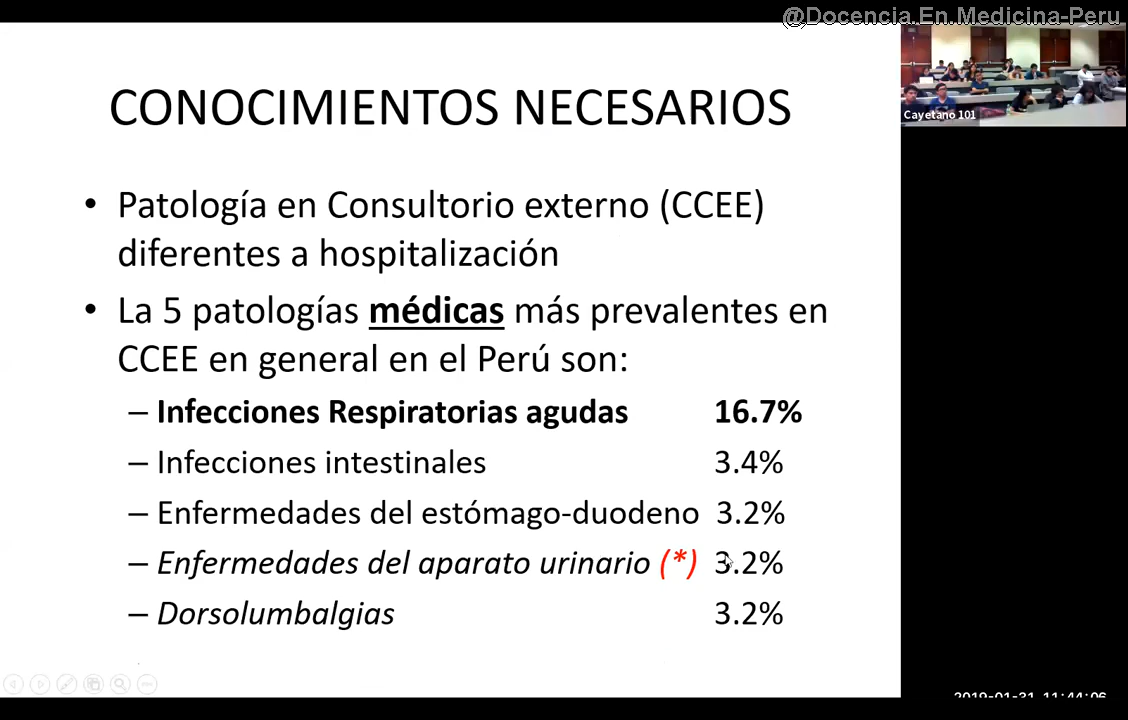 @Docencia.En.Medicina-Peru
Cayetano 101
CONOCIMIENTOS NECESARIOS
• Patología en Consultorio externo (CCEE)
diferentes a hospitalización
• La 5 patologías médicas más prevalentes en
CCEE en general en el Perú son:
– Infecciones Respiratorias agudas 16.7%
– Infecciones intestinales 3.4%
– Enfermedades del estómago-duodeno 3.2%
– Enfermedades del aparato urinario (*) 3.2%
– Dorsolumbalgias 3.2%
2019-01-31 11:44:06